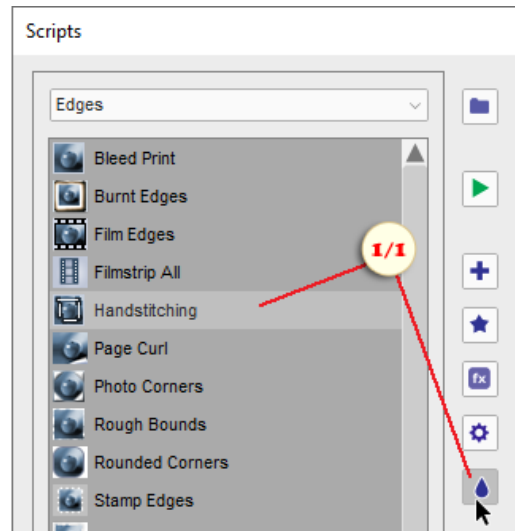 Scripts
Edges
Bleed Print
Burnt Edges
Film Edges
1/1
Filmstrip All
Handstitching
Page Curl
Photo Corners
fx
Rough Bounds
Rounded Corners
Stamp Edges